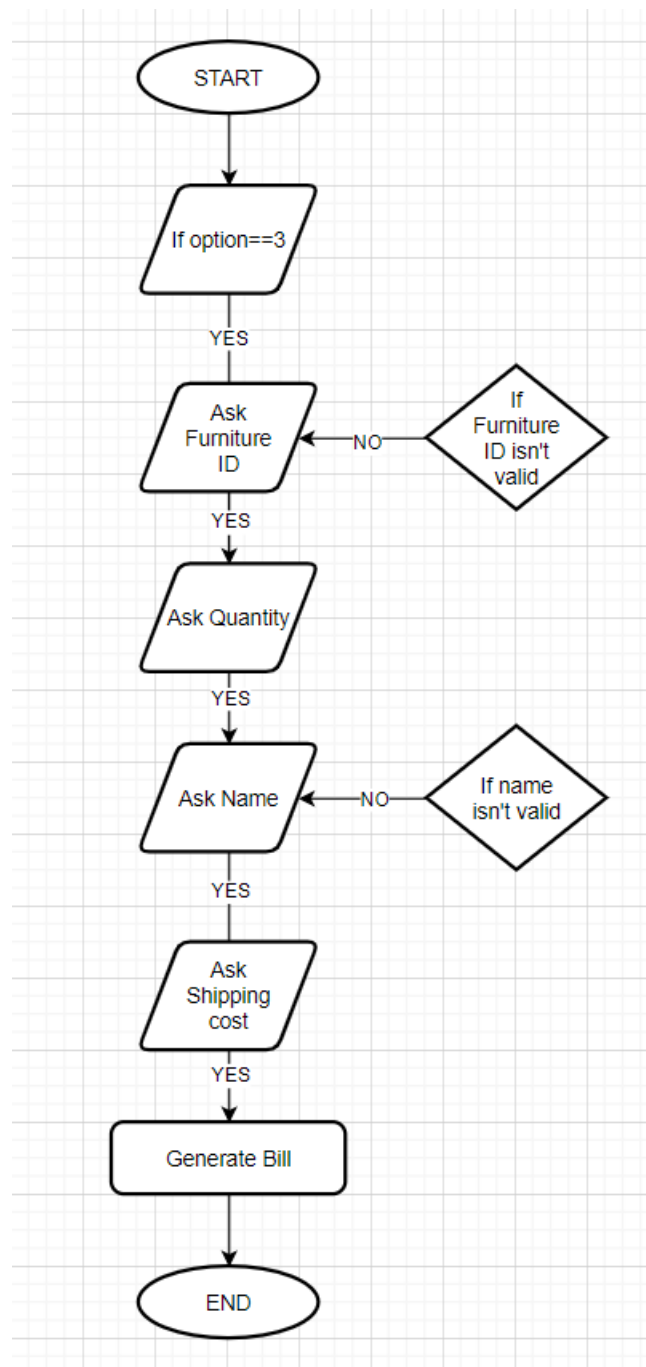 START
If option==3
YES
Ask
Furniture
ID
NO
If
Furniture
ID isn't
valid
YES
Ask Quantity
YES
Ask Name
NO
If name
isn't valid
YES
Ask
Shipping
cost
YES
Generate Bill
END